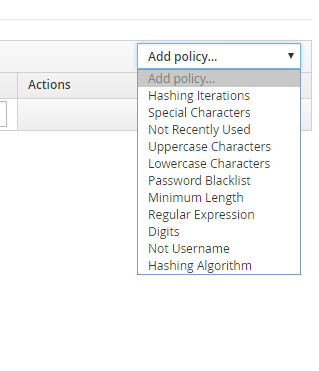 Add policy...
Actions
Add policy...
Hashing Iterations
Special Characters
Not Recently Used
Uppercase Characters
Lowercase Characters
Password Blacklist
Minimum Length
Regular Expression
Digits
Not Username
Hashing Algorithm